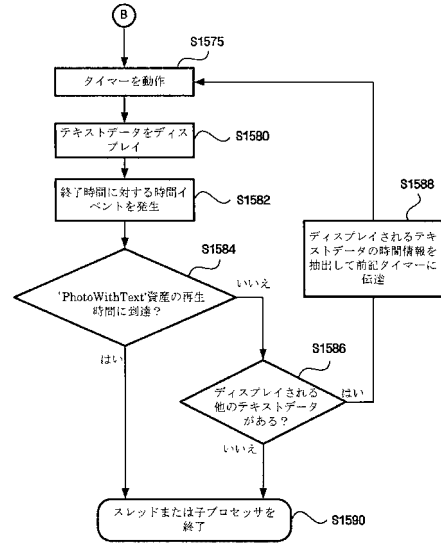 B
S1575
タイマーを動作
テキストデータをディス
プレイ
S1580
終了時間に対する時間イ
ベントを発生
S1582
S1588
ディスプレイされるテキ
ストデータの時間情報を
抽出して前記タイマーに
伝達
S1584
'PhotoWithText'資産の再生
時間に到達？
いいえ
はい
S1586
ディスプレイされる
他のテキストデータ
がある？
はい
いいえ
スレッドまたは子プロセッサを
終了
S1590